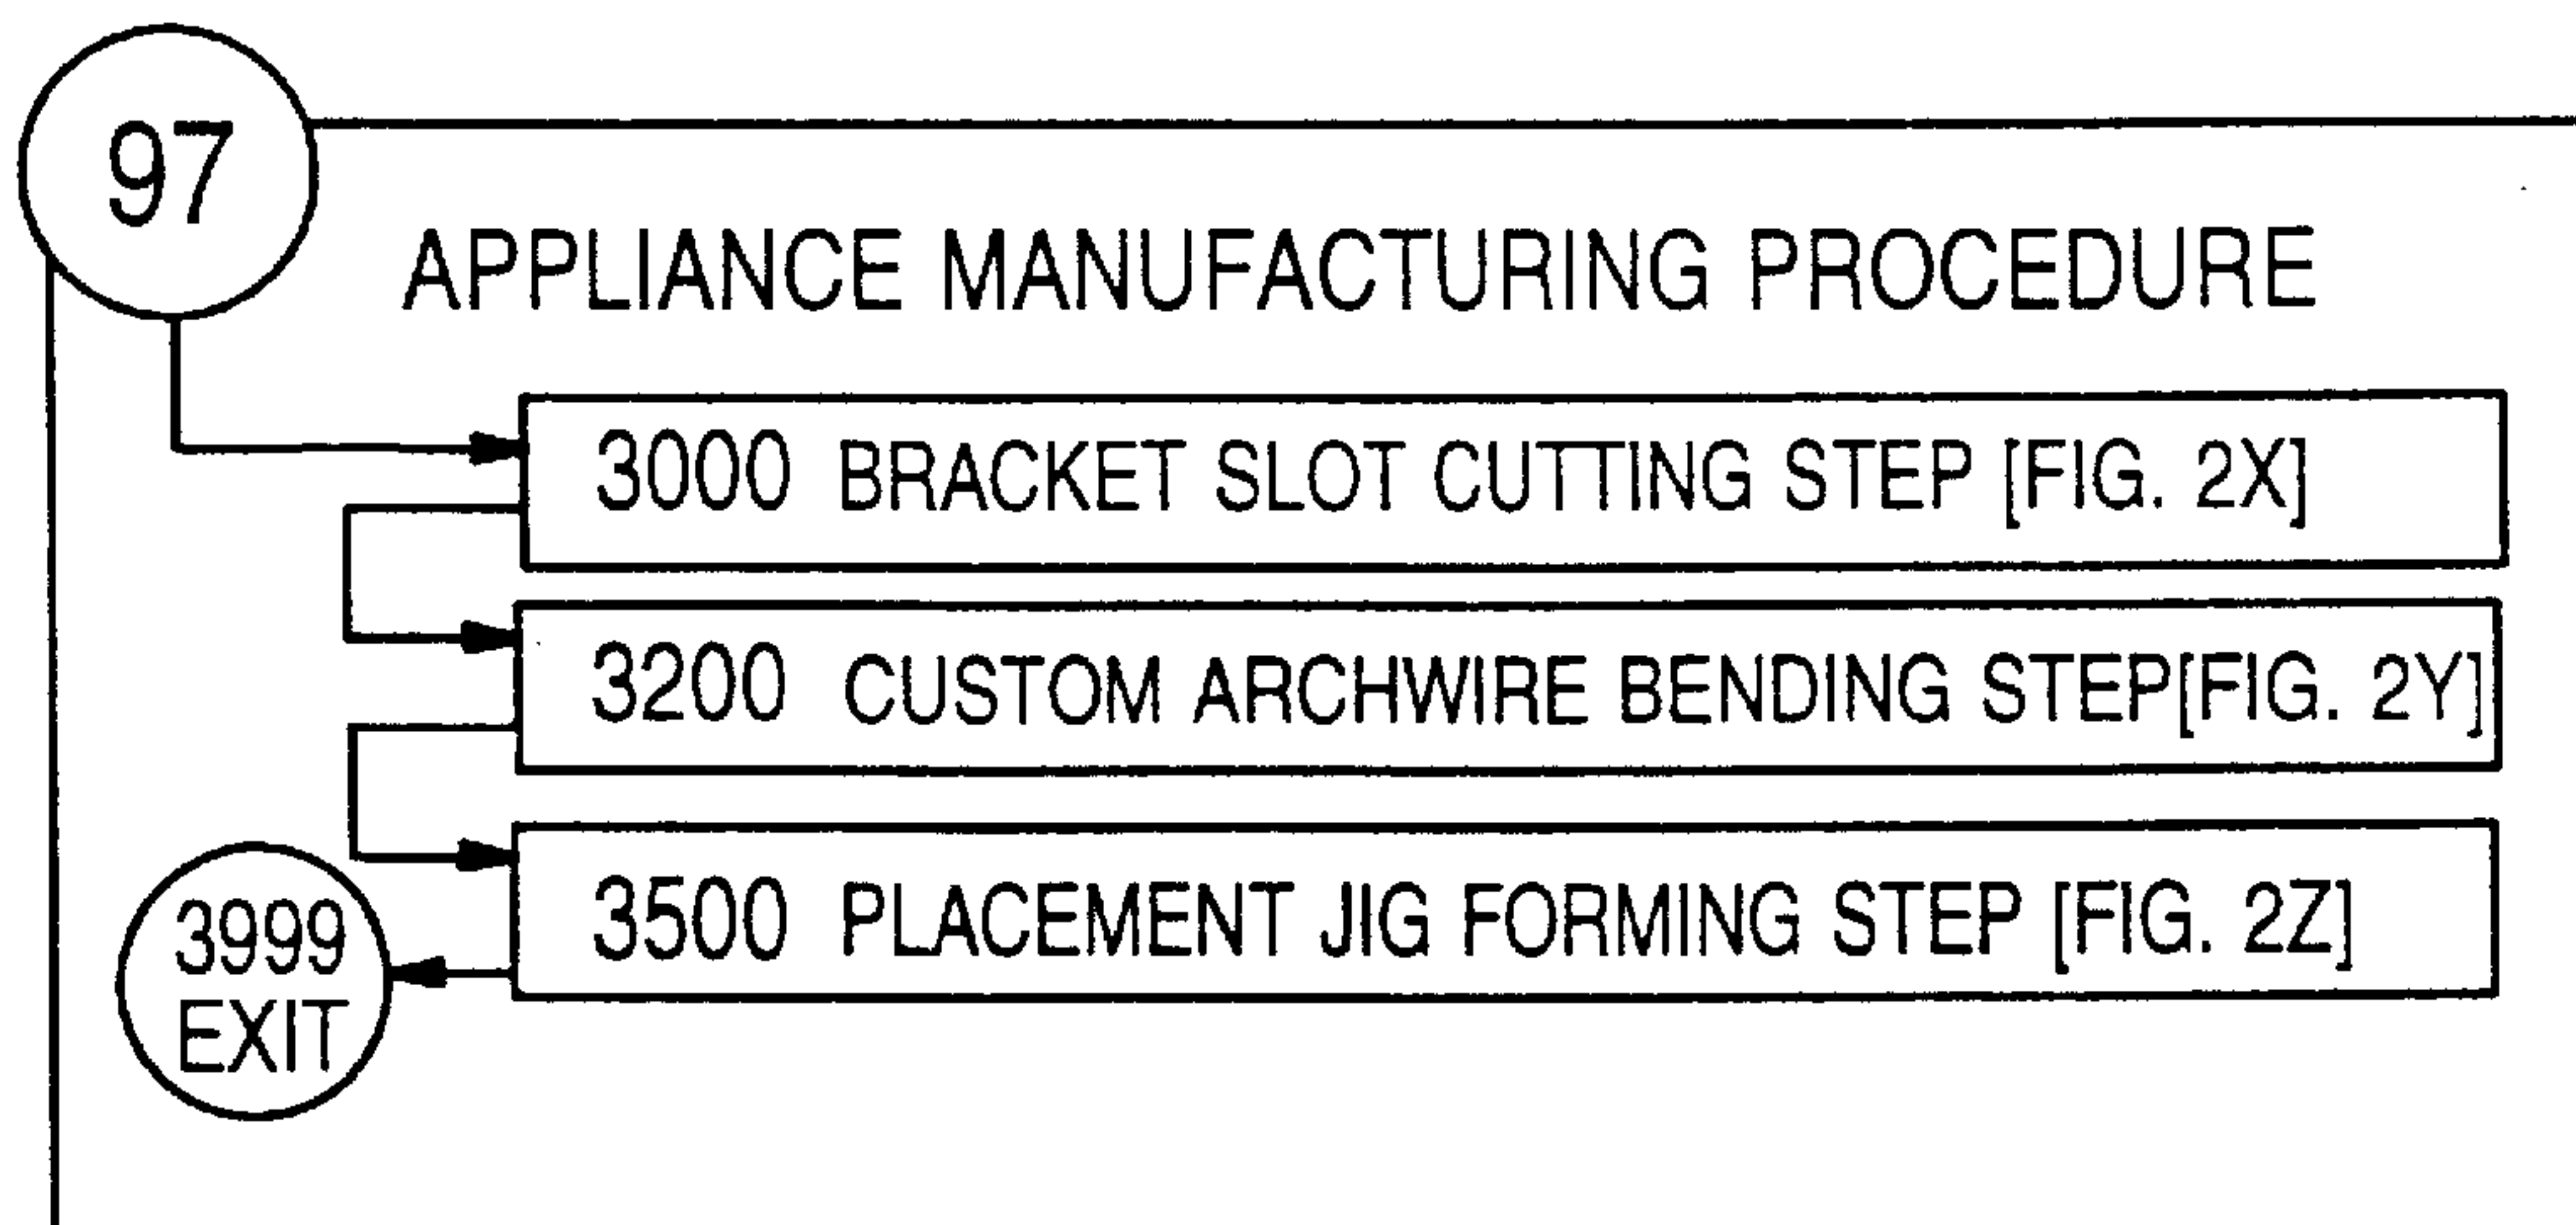 97
APPLIANCE MANUFACTURING PROCEDURE
3000 BRACKET SLOT CUTTING STEP [FIG. 2X]
3200 CUSTOM ARCHWIRE BENDING STEP[FIG. 2Y]
3500 PLACEMENT JIG FORMING STEP [FIG. 2Z]
3999
EXIT